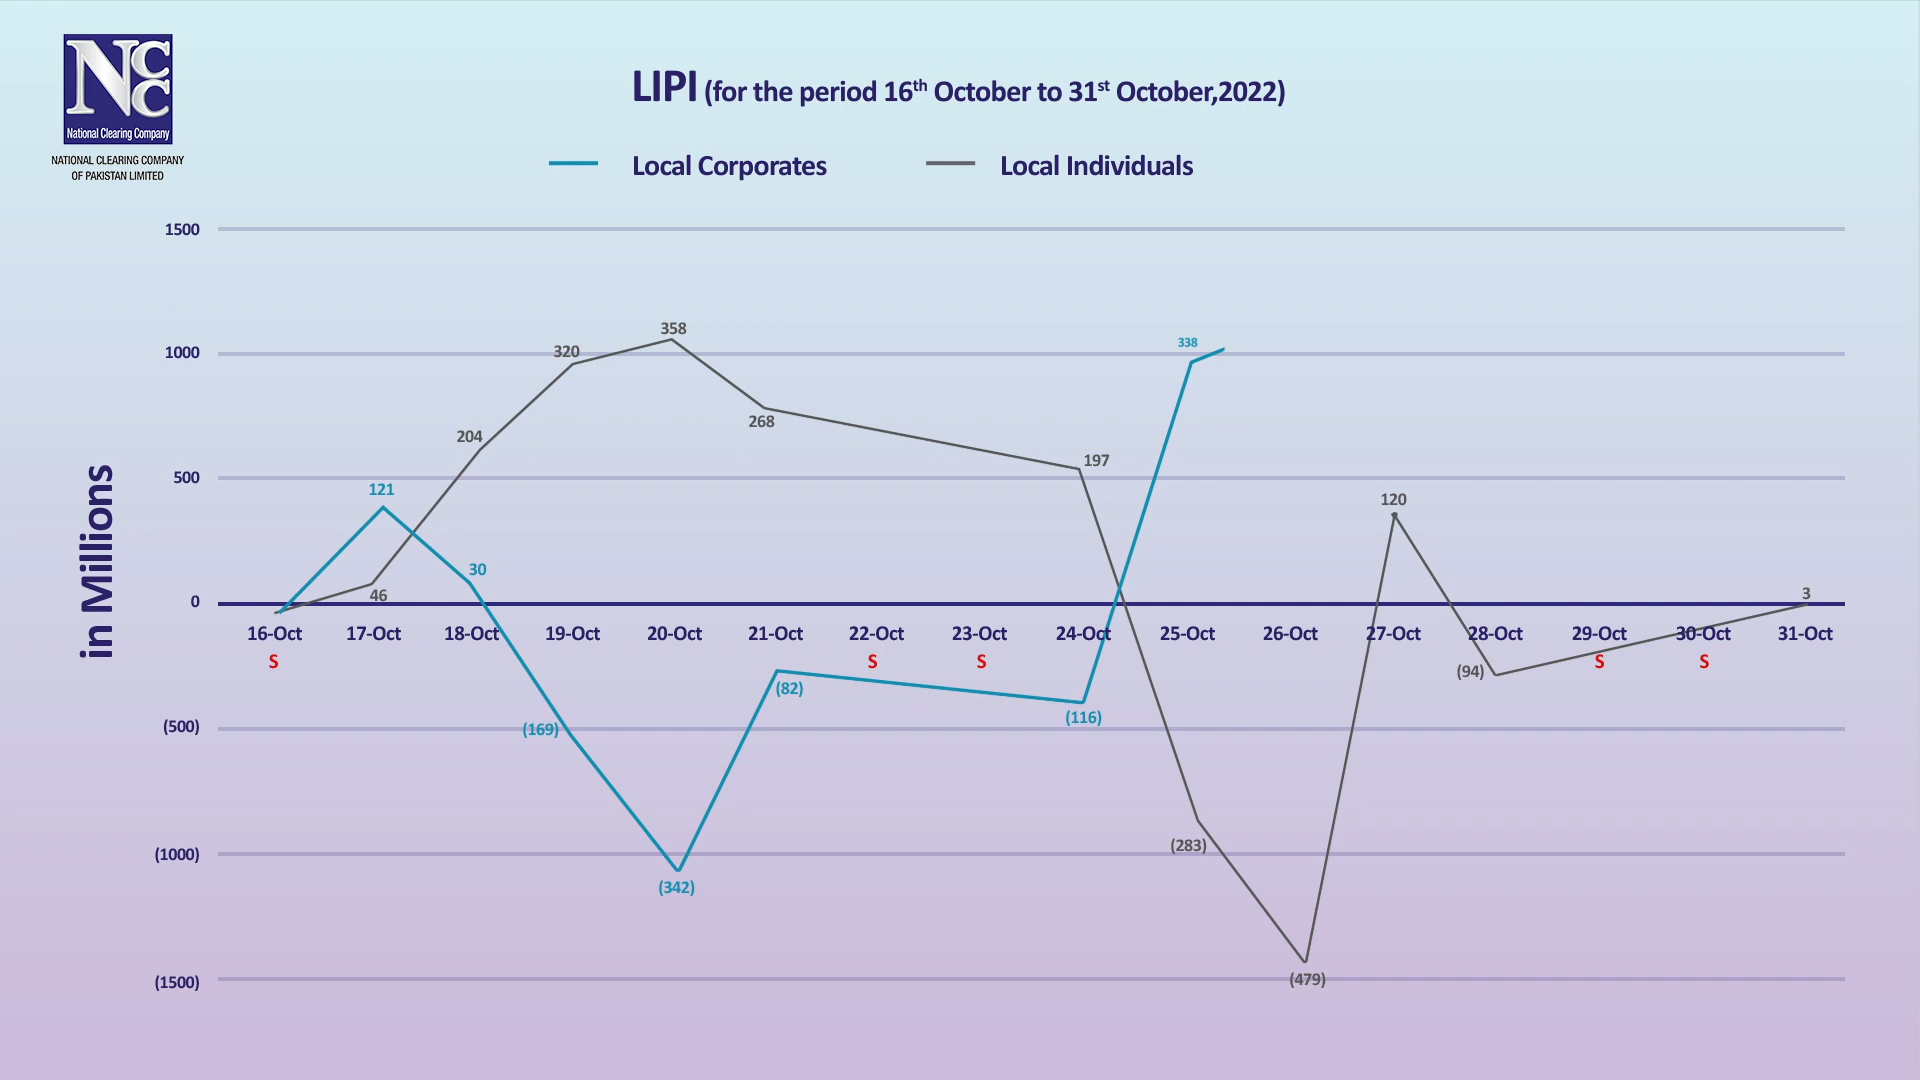 NCC
National Clearing Company
NATIONAL CLEARING COMPANY
OF PAKISTAN LIMITED
LIPI (for the period 16th October to 31st October,2022)
Local Corporates
Local Individuals
in Millions
1500
1000
500
0
(500)
(1000)
(1500)
121
30
(169)
(342)
(82)
(116)
338
46
204
320
358
268
197
(283)
(479)
120
(94)
3
16-Oct 17-Oct 18-Oct 19-Oct 20-Oct 21-Oct 22-Oct 23-Oct 24-Oct 25-Oct 26-Oct 27-Oct 28-Oct 29-Oct 30-Oct 31-Oct
S S S S S